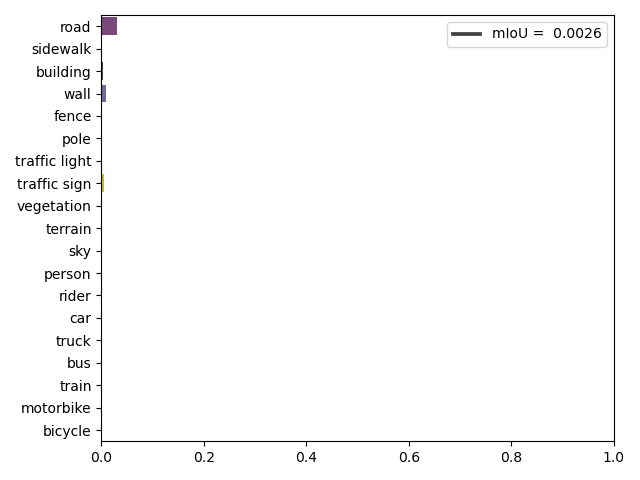 road
sidewalk
building
wall
fence
pole
traffic light
traffic sign
vegetation
terrain
sky
person
rider
car
truck
bus
train
motorbike
bicycle
mIoU =  0.0026
0.0 0.2 0.4 0.6 0.8 1.0